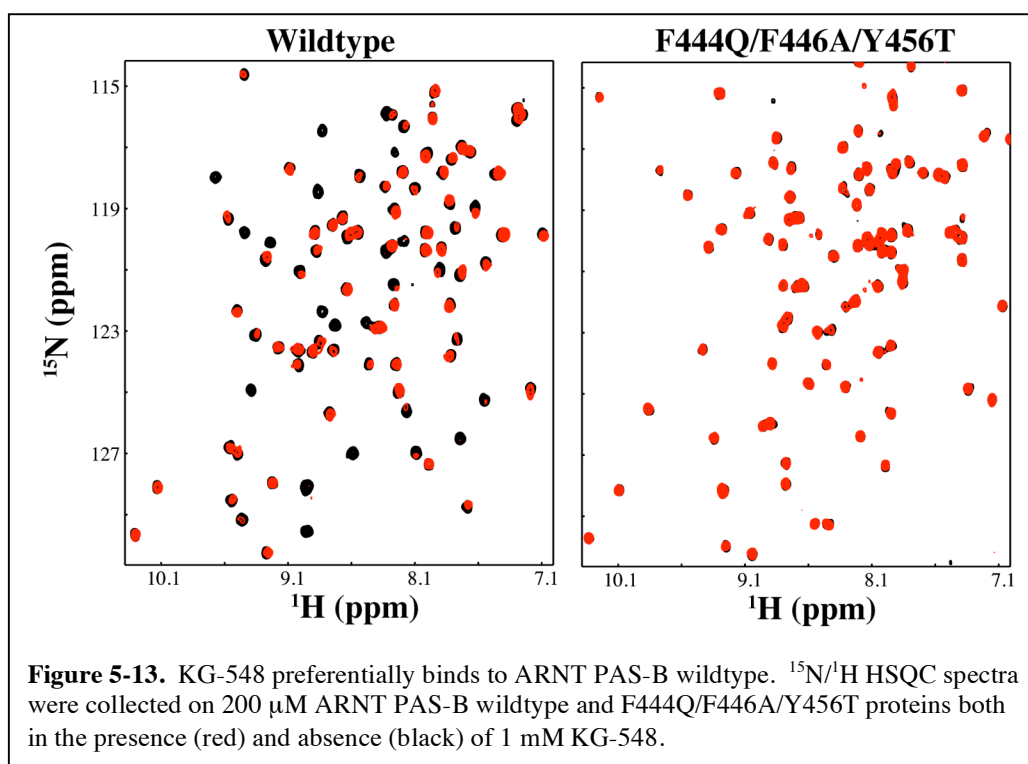 Wildtype
F444Q/F446A/Y456T
115
119
123
127
¹⁵N (ppm)
10.1 9.1 8.1 7.1
10.1 9.1 8.1 7.1
¹H (ppm)
¹H (ppm)
Figure 5-13. KG-548 preferentially binds to ARNT PAS-B wildtype. ¹⁵N/¹H HSQC spectra
were collected on 200 μM ARNT PAS-B wildtype and F444Q/F446A/Y456T proteins both
in the presence (red) and absence (black) of 1 mM KG-548.